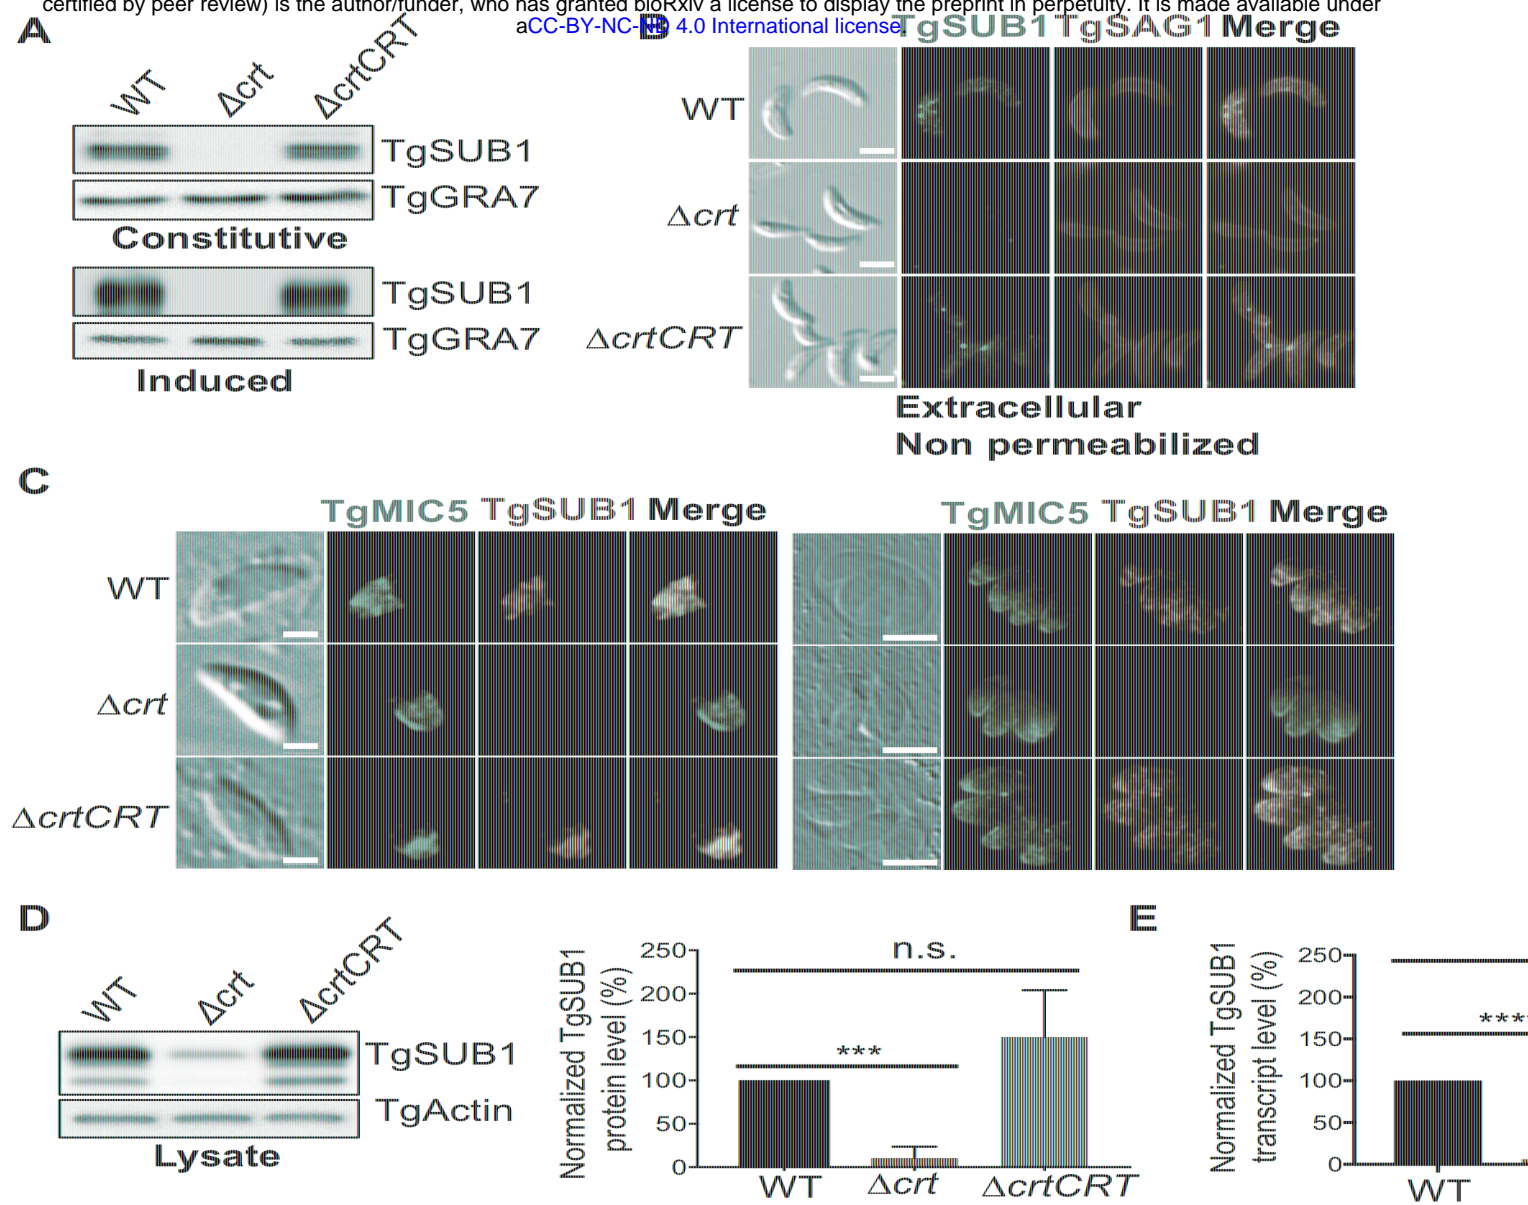 certified by peer review) is the author/funder, who has granted bioRxiv a license to display the preprint in perpetuity. It is made available under
aCC-BY-NC-ND 4.0 International license.
A
WT Δcrt ΔcrtCRT
TgSUB1
TgGRA7
Constitutive
TgSUB1
TgGRA7
Induced
B
TgSUB1 TgSAG1 Merge
WT
Δcrt
ΔcrtCRT
Extracellular
Non permeabilized
C
TgMIC5 TgSUB1 Merge
TgMIC5 TgSUB1 Merge
WT
Δcrt
ΔcrtCRT
D
WT Δcrt ΔcrtCRT
TgSUB1
TgActin
Lysate
Normalized TgSUB1
protein level (%)
250
200
150
100
50
0
n.s.
***
WT Δcrt ΔcrtCRT
E
Normalized TgSUB1
transcript level (%)
250
200
150
100
50
0
WT